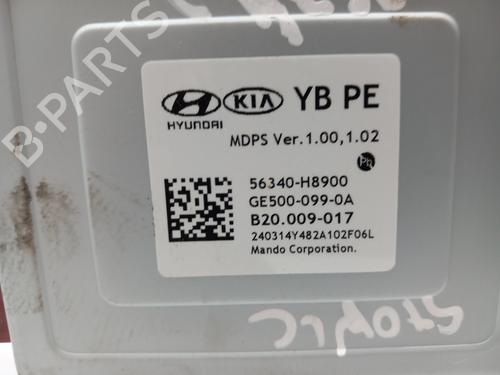 B-PARTS
HYUNDAI
KIA
YB PE
MDPS Ver.1.00,1.02
56340-H8900
GE500-099-0A
B20.009-017
240314Y482A102F06L
Mando Corporation.
STONIC